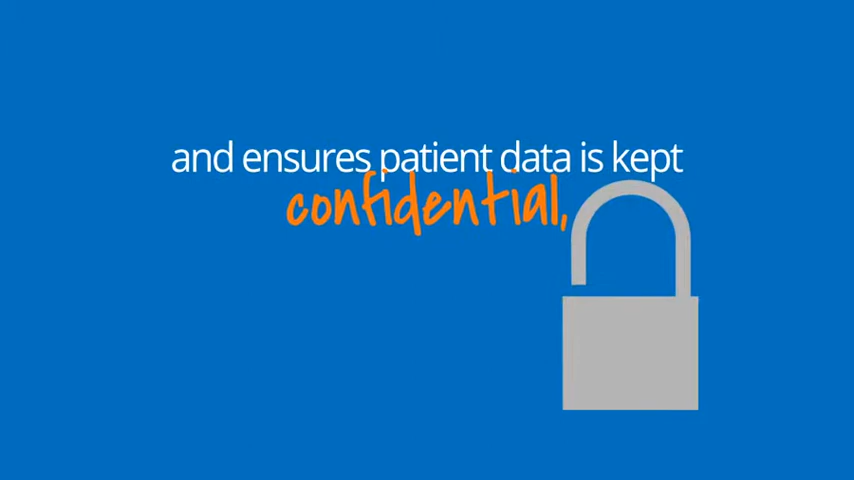 and ensures patient data is kept
confidential,